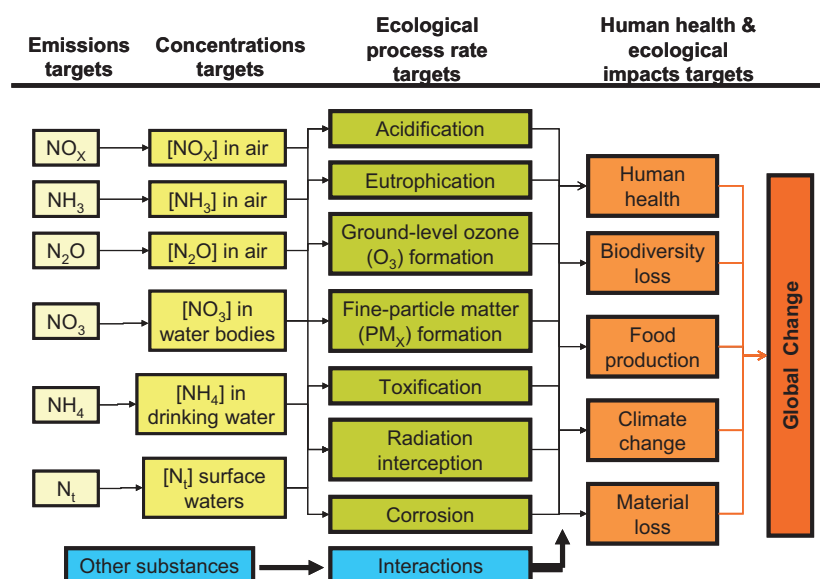 Emissions
targets
Concentrations
targets
Ecological
process rate
targets
Human health &
ecological
impacts targets
NOX
[NOX] in air
NH3
[NH3] in air
N2O
[N2O] in air
NO3
[NO3] in
water bodies
NH4
[NH4] in
drinking water
Nt
[Nt] surface
waters
Acidification
Eutrophication
Ground-level ozone
(O3) formation
Fine-particle matter
(PMX) formation
Toxification
Radiation
interception
Corrosion
Human
health
Biodiversity
loss
Food
production
Climate
change
Material
loss
Global Change
Other substances
Interactions